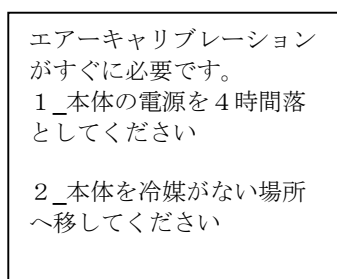 エアーキャリブレーション
がすぐに必要です。
１_本体の電源を４時間落
としてください
２_本体を冷媒がない場所
へ移してください